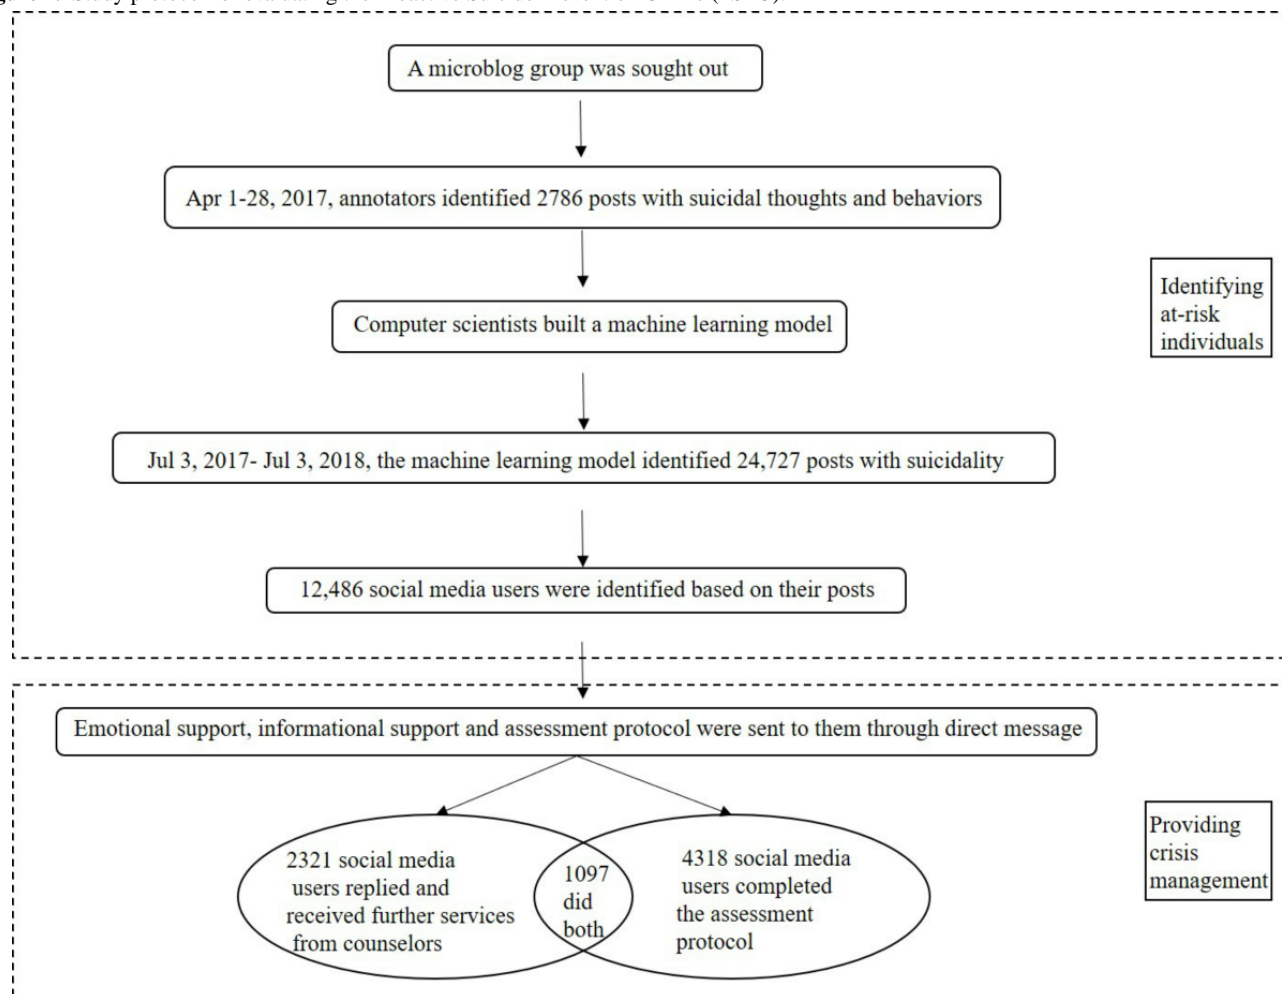 A microblog group was sought out
Apr 1-28, 2017, annotators identified 2786 posts with suicidal thoughts and behaviors
Computer scientists built a machine learning model
Identifying
at-risk
individuals
Jul 3, 2017- Jul 3, 2018, the machine learning model identified 24,727 posts with suicidality
12,486 social media users were identified based on their posts
Emotional support, informational support and assessment protocol were sent to them through direct message
2321 social media
users replied and
received further services
from counselors
1097
did
both
4318 social media
users completed
the assessment
protocol
Providing
crisis
management